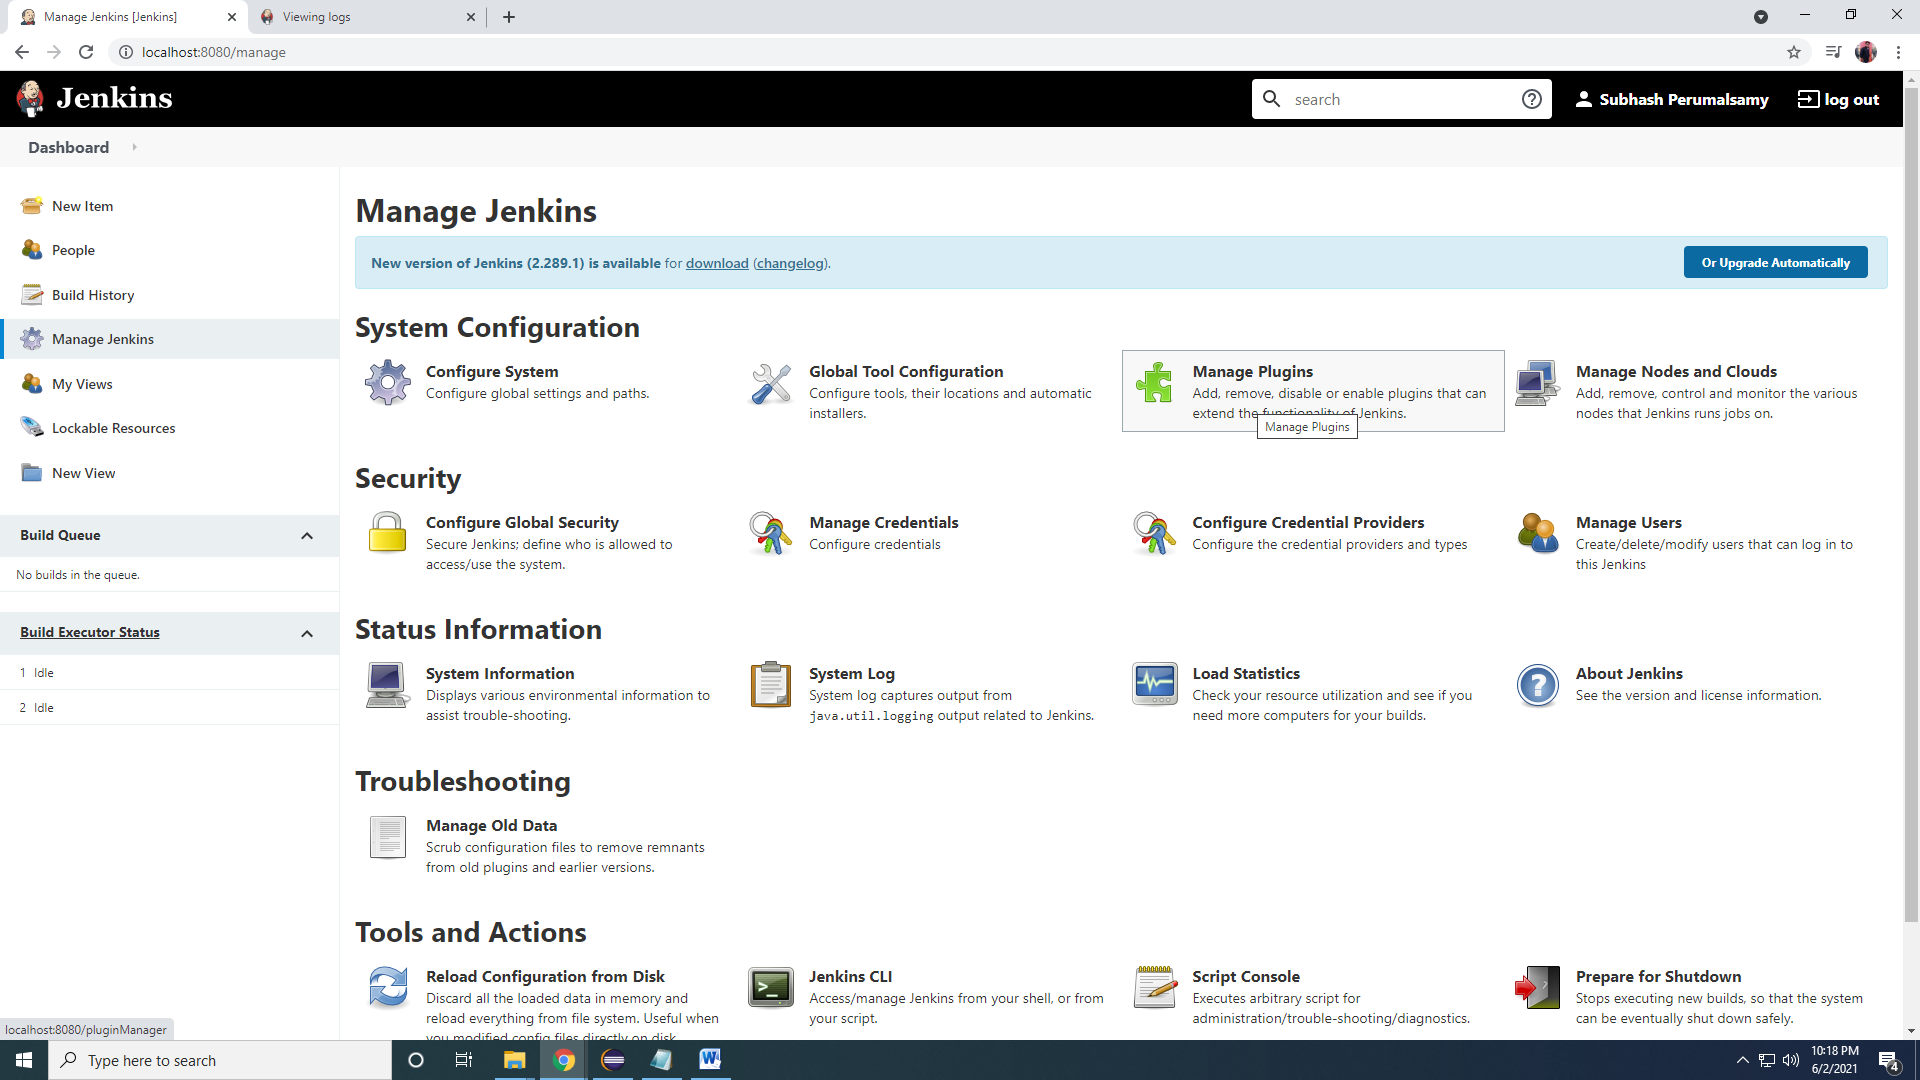 Manage Jenkins [Jenkins]
Viewing logs
localhost:8080/manage
Jenkins
search
Subhash Perumalsamy
log out
Dashboard
New Item
People
Build History
Manage Jenkins
My Views
Lockable Resources
New View
Build Queue
No builds in the queue.
Build Executor Status
1 Idle
2 Idle
Manage Jenkins
New version of Jenkins (2.289.1) is available for download (changelog).
Or Upgrade Automatically
System Configuration
Configure System
Configure global settings and paths.
Global Tool Configuration
Configure tools, their locations and automatic
installers.
Manage Plugins
Add, remove, disable or enable plugins that can
extend the functionality of Jenkins.
Manage Plugins
Manage Nodes and Clouds
Add, remove, control and monitor the various
nodes that Jenkins runs jobs on.
Security
Configure Global Security
Secure Jenkins; define who is allowed to
access/use the system.
Manage Credentials
Configure credentials
Configure Credential Providers
Configure the credential providers and types
Manage Users
Create/delete/modify users that can log in to
this Jenkins
Status Information
System Information
Displays various environmental information to
assist trouble-shooting.
System Log
System log captures output from
java.util.logging output related to Jenkins.
Load Statistics
Check your resource utilization and see if you
need more computers for your builds.
About Jenkins
See the version and license information.
Troubleshooting
Manage Old Data
Scrub configuration files to remove remnants
from old plugins and earlier versions.
Tools and Actions
Reload Configuration from Disk
Discard all the loaded data in memory and
reload everything from file system. Useful when
you modified config files directly on disk.
Jenkins CLI
Access/manage Jenkins from your shell, or from
your script.
Script Console
Executes arbitrary script for
administration/trouble-shooting/diagnostics.
Prepare for Shutdown
Stops executing new builds, so that the system
can be eventually shut down safely.
localhost:8080/pluginManager
Type here to search
10:18 PM
6/2/2021
4